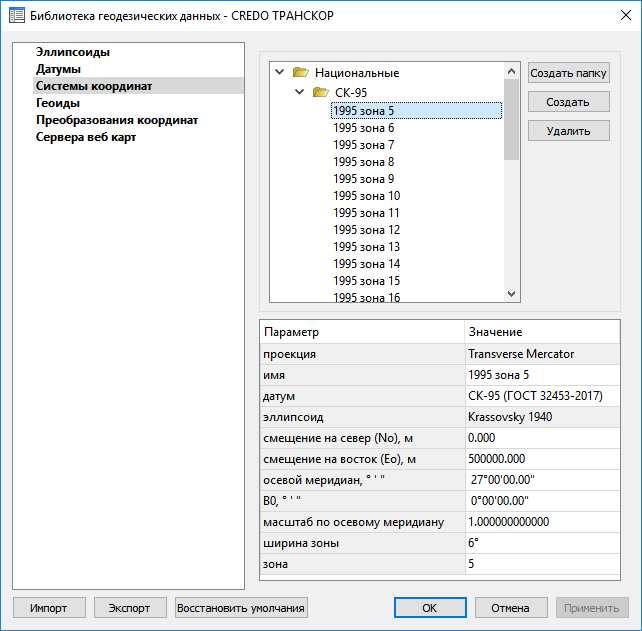 Библиотека геодезических данных - CREDO ТРАНСКОР
Эллипсоиды
Датумы
Системы координат
Геоиды
Преобразования координат
Сервера веб карт
Национальные
СК-95
1995 зона 5
1995 зона 6
1995 зона 7
1995 зона 8
1995 зона 9
1995 зона 10
1995 зона 11
1995 зона 12
1995 зона 13
1995 зона 14
1995 зона 15
1995 зона 16
Создать папку
Создать
Удалить
Параметр Значение
проекция Transverse Mercator
имя 1995 зона 5
датум СК-95 (ГОСТ 32453-2017)
эллипсоид Krassovsky 1940
смещение на север (No), м 0.000
смещение на восток (Eo), м 500000.000
осевой меридиан, ° ' " 27°00'00.00"
B0, ° ' " 0°00'00.00"
масштаб по осевому меридиану 1.000000000000
ширина зоны 6°
зона 5
Импорт Экспорт Восстановить умолчания ОК Отмена Применить